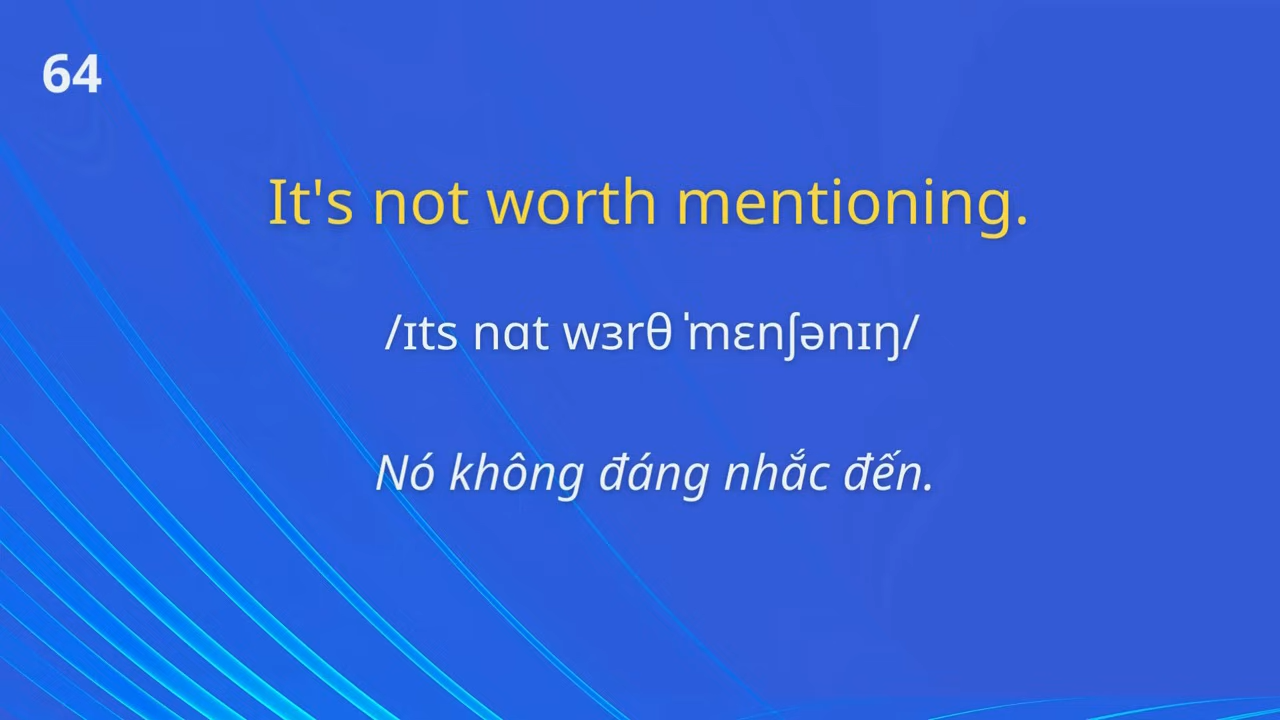 64
It's not worth mentioning.
/ɪts nɑt wɜrθ ˈmɛnʃənɪŋ/
Nó không đáng nhắc đến.